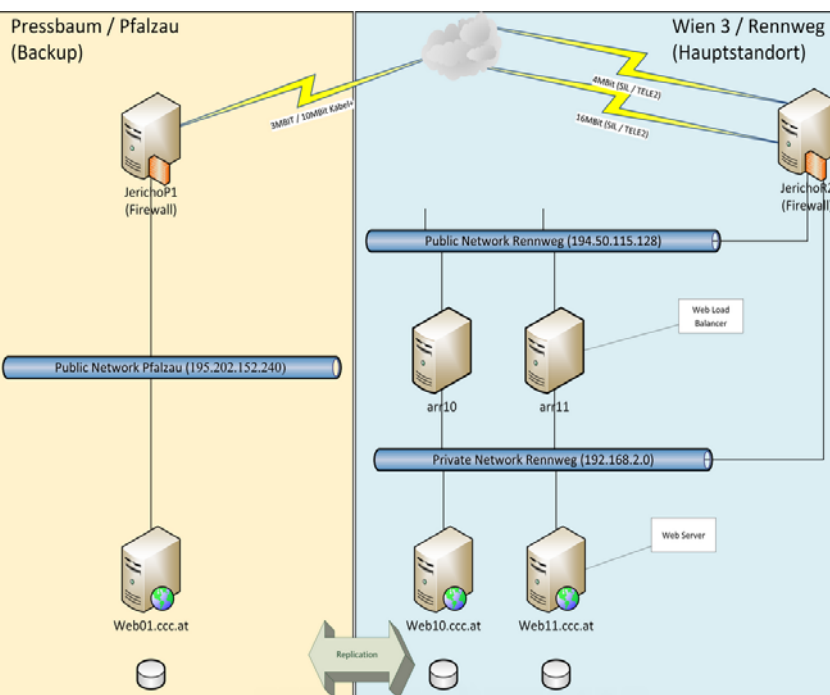 Pressbaum / Pfalzau
(Backup)
Wien 3 / Rennweg
(Hauptstandort)
4MBit (SIL / TELE2)
3MBIT / 10MBit Kabel+
16MBit (SIL / TELE2)
JerichoP1
(Firewall)
JerichoR2
(Firewall)
Public Network Rennweg (194.50.115.128)
Web Load
Balancer
Public Network Pfalzau (195.202.152.240)
arr10
arr11
Private Network Rennweg (192.168.2.0)
Web Server
Web01.ccc.at
Web10.ccc.at
Web11.ccc.at
Replication